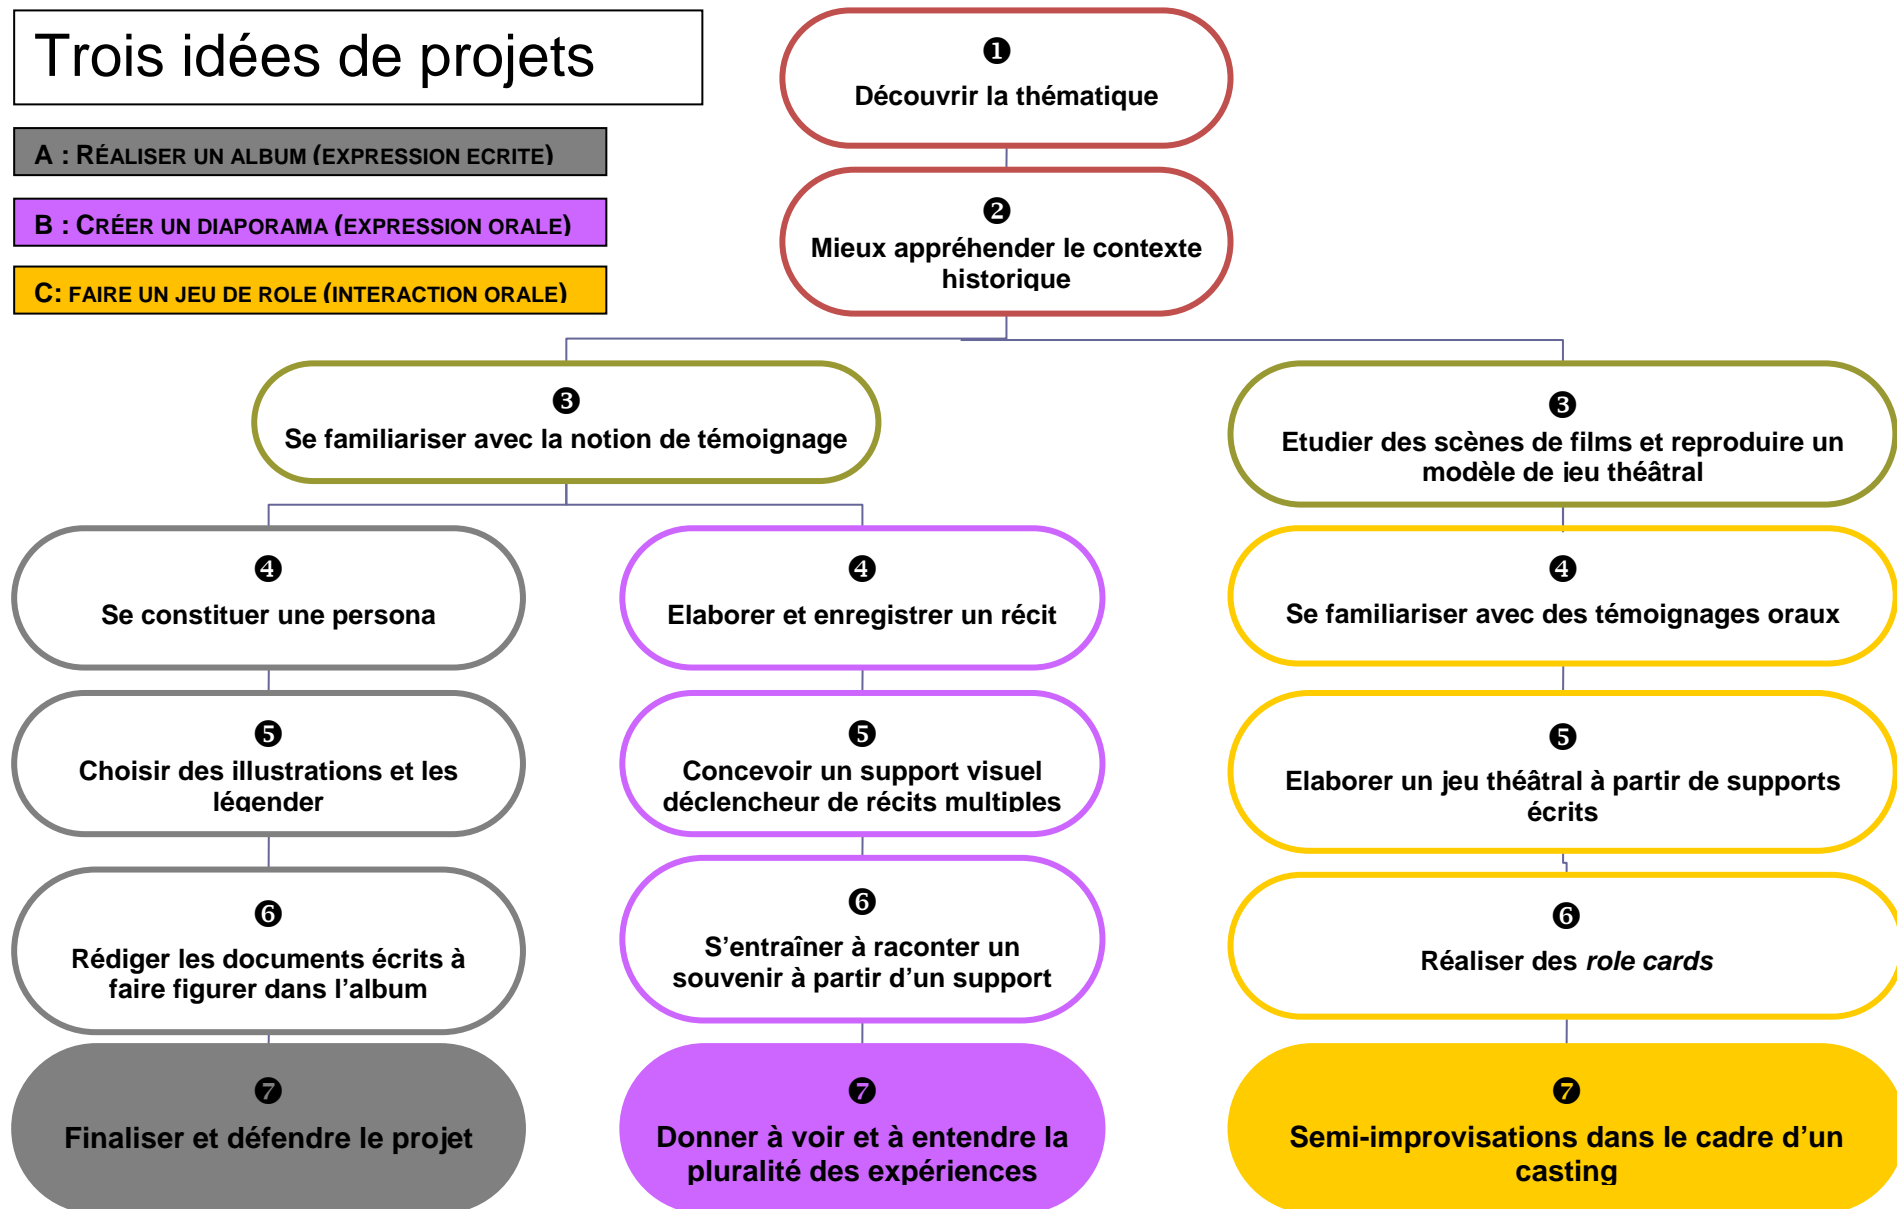 Trois idées de projets
A : RÉALISER UN ALBUM (EXPRESSION ECRITE)
B : CRÉER UN DIAPORAMA (EXPRESSION ORALE)
C: FAIRE UN JEU DE ROLE (INTERACTION ORALE)
❶
Découvrir la thématique
❷
Mieux appréhender le contexte
historique
❸
Se familiariser avec la notion de témoignage
❸
Etudier des scènes de films et reproduire un
modèle de jeu théâtral
❹
Se constituer une persona
❹
Elaborer et enregistrer un récit
❹
Se familiariser avec des témoignages oraux
❺
Choisir des illustrations et les
légender
❺
Concevoir un support visuel
déclencheur de récits multiples
❺
Elaborer un jeu théâtral à partir de supports
écrits
❻
Rédiger les documents écrits à
faire figurer dans l’album
❻
S’entraîner à raconter un
souvenir à partir d’un support
❻
Réaliser des role cards
❼
Finaliser et défendre le projet
❼
Donner à voir et à entendre la
pluralité des expériences
❼
Semi-improvisations dans le cadre d’un
casting